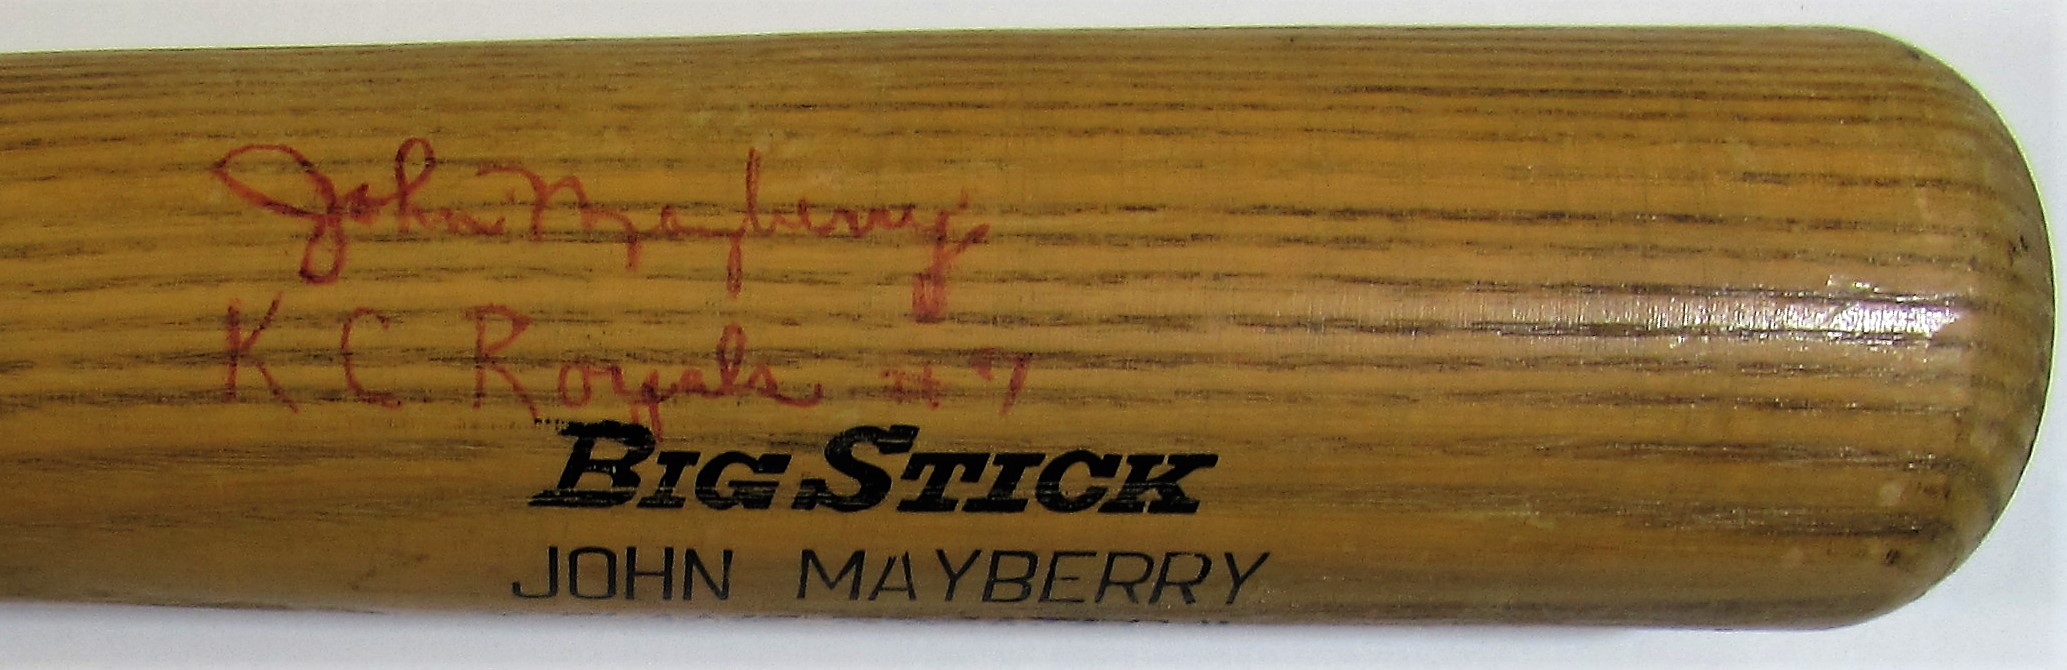 John Mayberry
K C Royals #7
BIG STICK
JOHN MAYBERRY